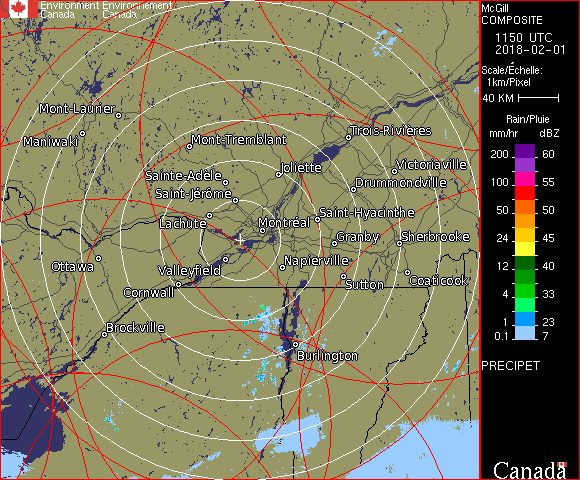 Environment Environnement
Canada Canada
Mont-Laurier
Maniwaki
Mont-Tremblant
Trois-Rivières
Joliette
Victoriaville
Sainte-Adèle
Drummondville
Saint-Jérôme
Lachute
Montréal
Saint-Hyacinthe
Granby
Sherbrooke
Ottawa
Valleyfield
Napierville
Cornwall
Sutton
Coaticook
Brockville
Burlington
McGill
COMPOSITE
1150 UTC
2018-02-01
Scale/Échelle:
1km/Pixel
40 KM
Rain/Pluie
mm/hr dBZ
200 60
55
100 55
50
50 50
24 45
33
12 40
4 33
1 23
0.1 7
PRECIPET
Canada